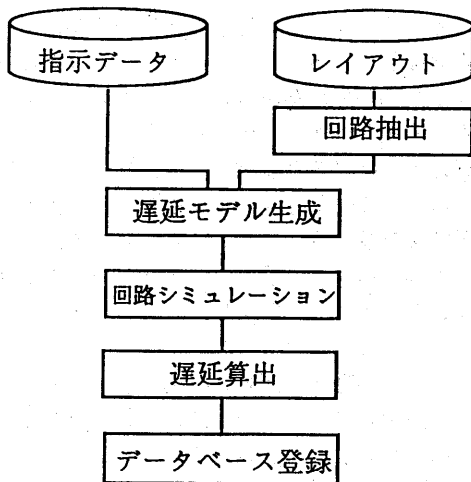 指示データ
レイアウト
回路抽出
遅延モデル生成
回路シミュレーション
遅延算出
データベース登録